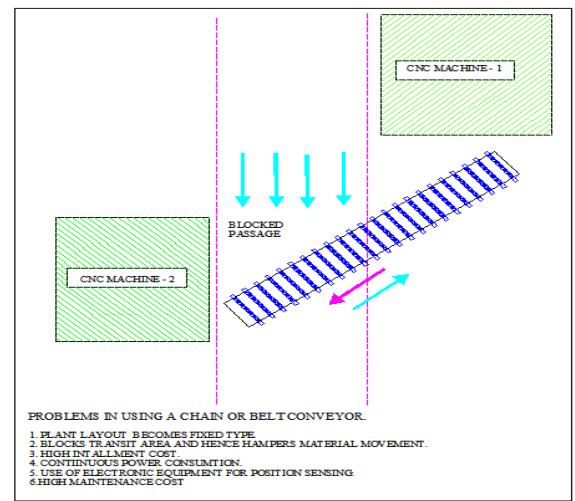 CNC MACHINE - 1
BLOCKED
PASSAGE
CNC MACHINE - 2
PROBLEMS IN USING A CHAIN OR BELT CONVEYOR.
1. PLANT LAYOUT BECOMES FIXED TYPE.
2. BLOCKS TRANSIT AREA AND HENCE HAMPERS MATERIAL MOVEMENT.
3. HIGH INTALLMENT COST.
4. CONTIINUOUS POWER CONSUMTION.
5. USE OF ELECTRONIC EQUIPMENT FOR POSITION SENSING.
6.HIGH MAINTENANCE COST